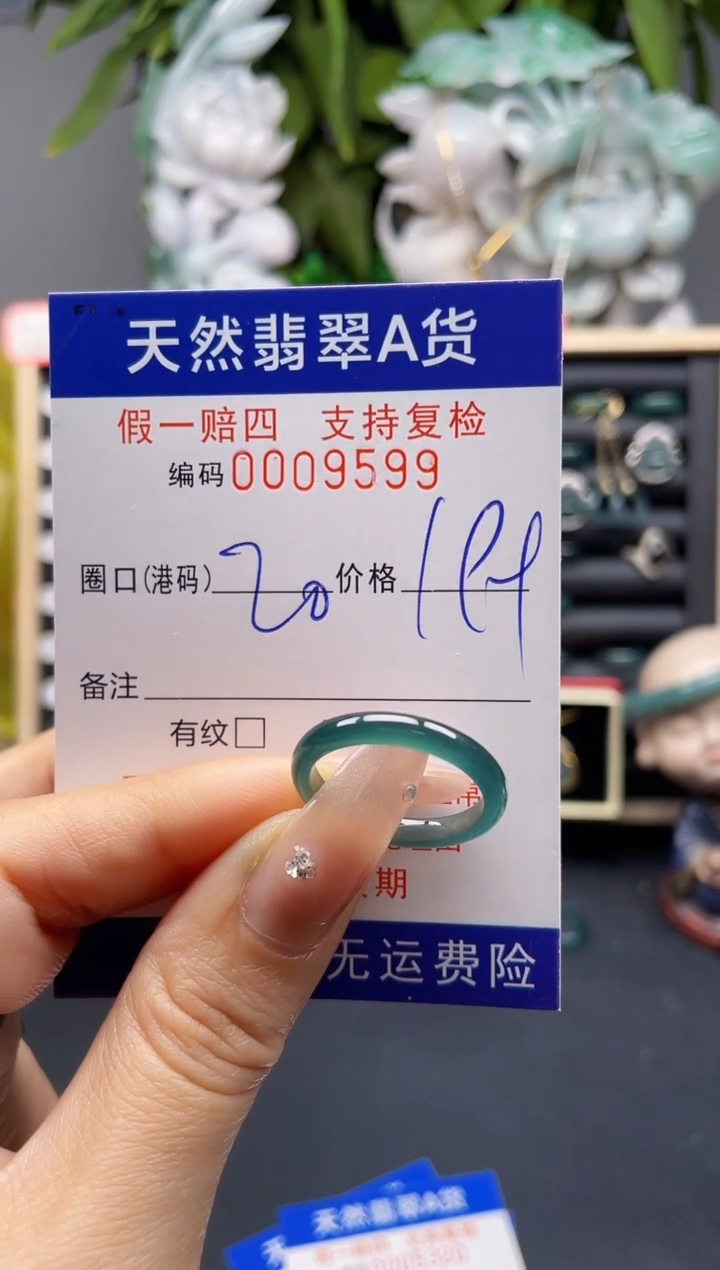 天然翡翠A货
假一赔四 支持复检
编码0009599
圈口(港码) 20 价格
备注
有纹□
期
无运费险
天然翡翠A货